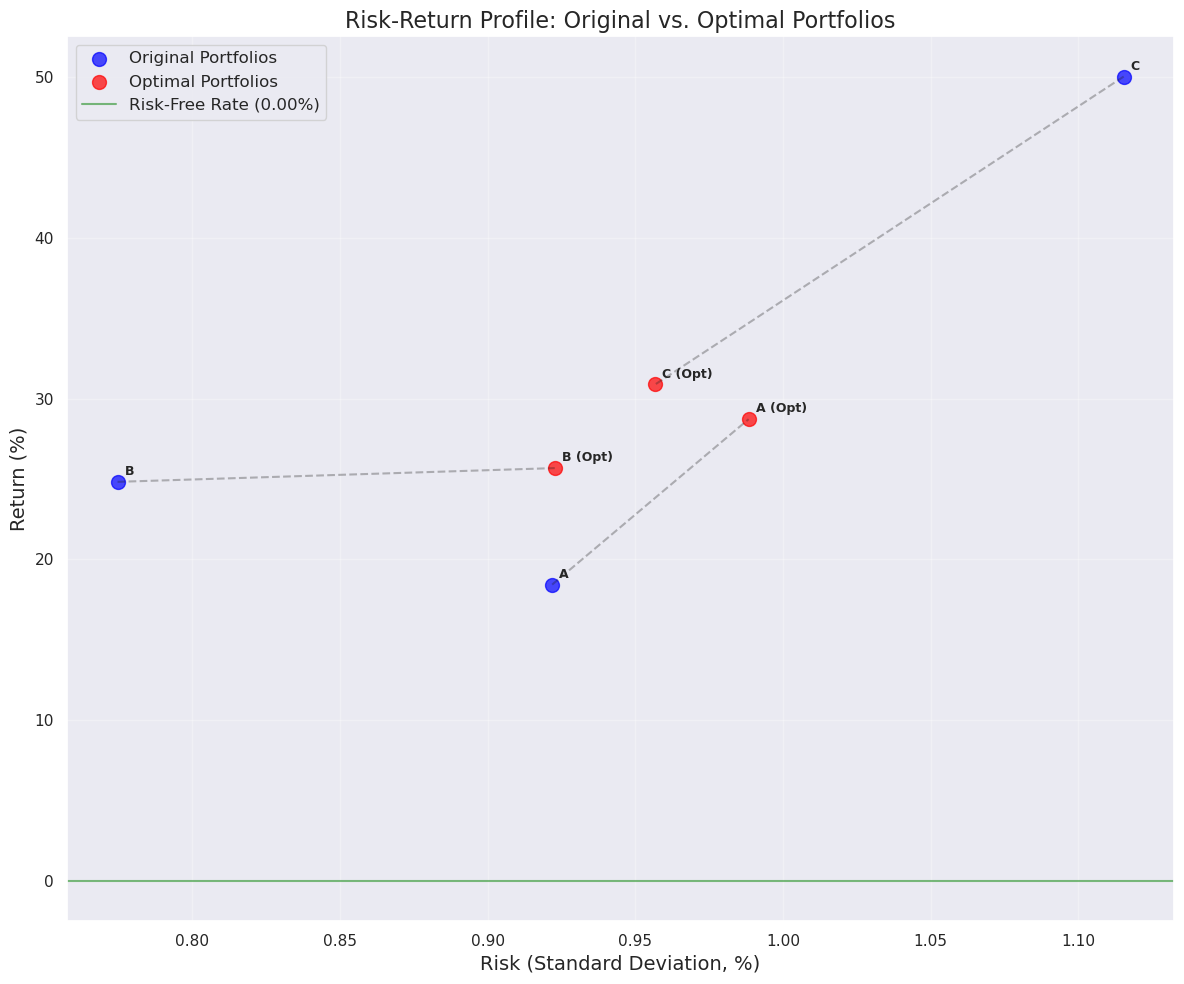 Risk-Return Profile: Original vs. Optimal Portfolios
Original Portfolios
Optimal Portfolios
Risk-Free Rate (0.00%)
C
50
40
C (Opt)
30
A (Opt)
B (Opt)
B
Return (%)
20
A
10
0
0.80 0.85 0.90 0.95 1.00 1.05 1.10
Risk (Standard Deviation, %)